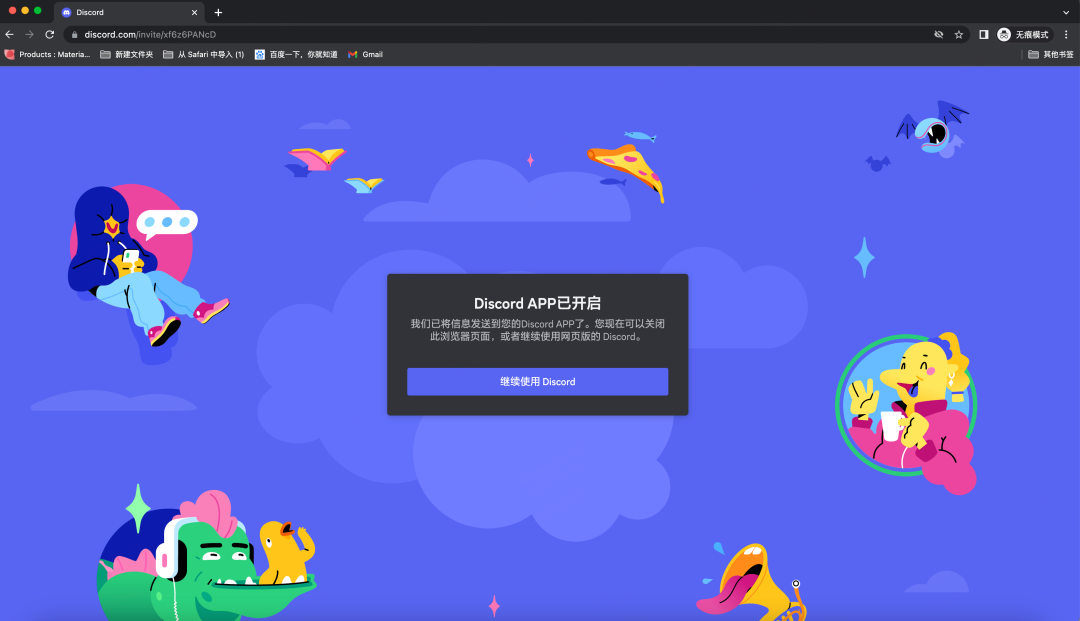 Discord
discord.com/invite/xf6z6PANcD
无痕模式
Products : Materia...
新建文件夹
从 Safari 中导入 (1)
百度一下，你就知道
Gmail
其他书签
Discord APP已开启
我们已将信息发送到您的Discord APP了。您现在可以关闭
此浏览器页面，或者继续使用网页版的 Discord。
继续使用 Discord